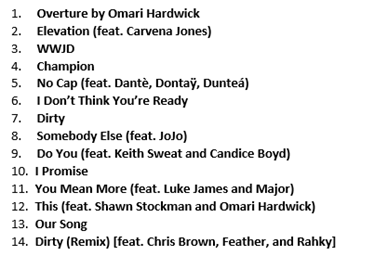 1. Overture by Omari Hardwick
2. Elevation (feat. Carvena Jones)
3. WWJD
4. Champion
5. No Cap (feat. Dantè, Dontaÿ, Dunteá)
6. I Don’t Think You’re Ready
7. Dirty
8. Somebody Else (feat. JoJo)
9. Do You (feat. Keith Sweat and Candice Boyd)
10. I Promise
11. You Mean More (feat. Luke James and Major)
12. This (feat. Shawn Stockman and Omari Hardwick)
13. Our Song
14. Dirty (Remix) [feat. Chris Brown, Feather, and Rahky]